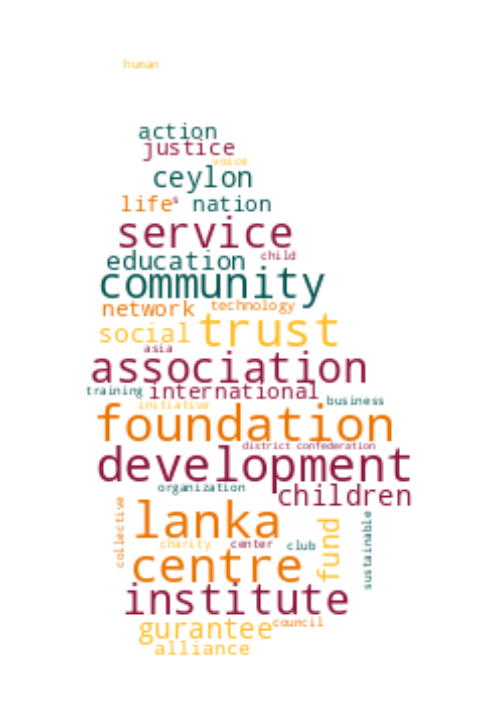 human
action
justice
voice
ceylon
life s nation
service
education child
community
network technology
social trust
asia
association
training international business
initiative
foundation
district confederation
development
organization children
collective lanka fund sustainable
charity center club
centre
institute
gurantee council
alliance